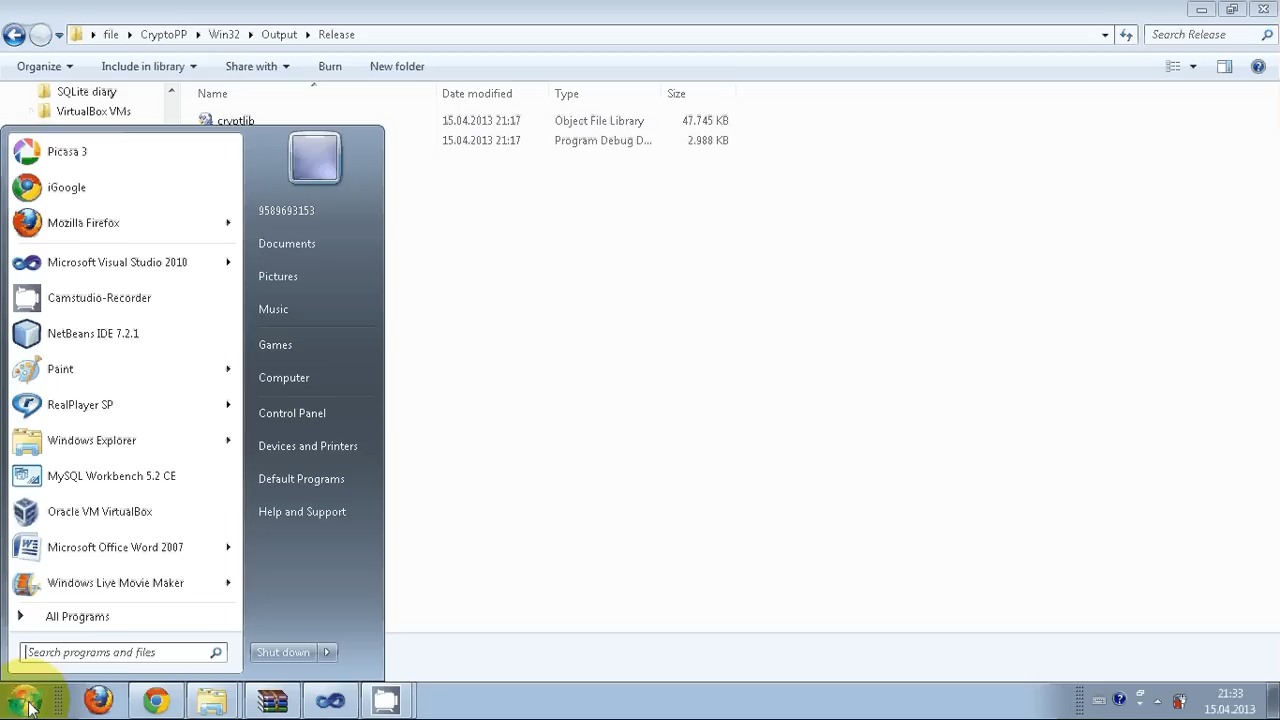 file CryptoPP Win32 Output Release
Search Release
Organize Include in library Share with Burn New folder
SQLite diary
VirtualBox VMs
Name Date modified Type Size
cryptlib 15.04.2013 21:17 Object File Library 47.745 KB
15.04.2013 21:17 Program Debug D... 2.988 KB
Picasa 3
iGoogle
Mozilla Firefox
Microsoft Visual Studio 2010
Camstudio-Recorder
NetBeans IDE 7.2.1
Paint
RealPlayer SP
Windows Explorer
MySQL Workbench 5.2 CE
Oracle VM VirtualBox
Microsoft Office Word 2007
Windows Live Movie Maker
All Programs
Search programs and files
9589693153
Documents
Pictures
Music
Games
Computer
Control Panel
Devices and Printers
Default Programs
Help and Support
Shut down
21:33
15.04.2013